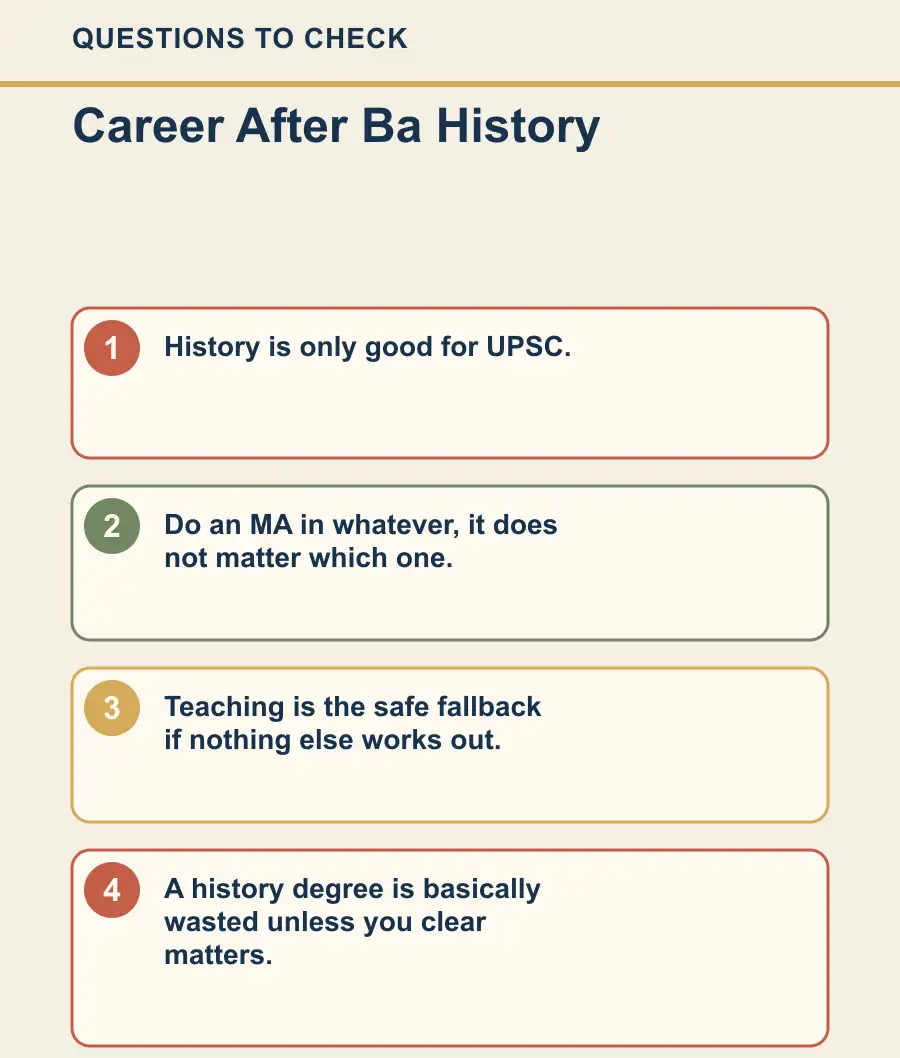 QUESTIONS TO CHECK
Career After Ba History
1
History is only good for UPSC.
2
Do an MA in whatever, it does
not matter which one.
3
Teaching is the safe fallback
if nothing else works out.
4
A history degree is basically
wasted unless you clear
matters.